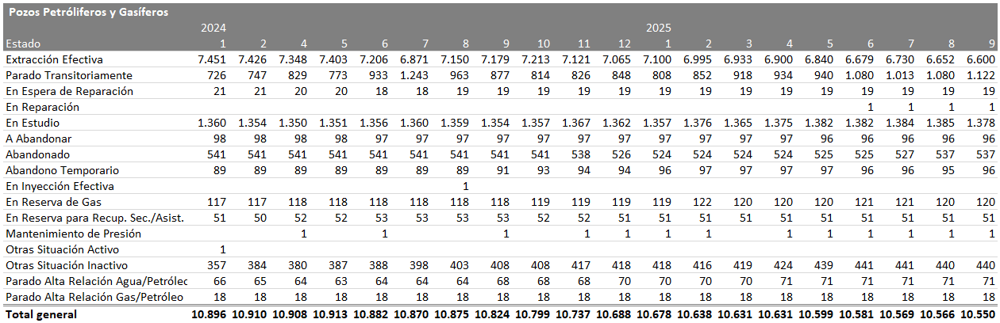 Pozos Petróliferos y Gasíferos
2024 2025
Estado 1 2 4 5 6 7 8 9 10 11 12 1 2 3 4 5 6 7 8 9
Extracción Efectiva 7.451 7.426 7.348 7.403 7.206 6.871 7.150 7.179 7.213 7.121 7.065 7.100 6.995 6.933 6.900 6.840 6.679 6.730 6.652 6.600
Parado Transitoriamente 726 747 829 773 933 1.243 963 877 814 826 848 808 852 918 934 940 1.080 1.013 1.080 1.122
En Espera de Reparación 21 21 20 20 18 18 19 19 19 19 19 19 19 19 19 19 19 19 19 19
En Reparación 1 1 1 1
En Estudio 1.360 1.354 1.350 1.351 1.356 1.360 1.359 1.354 1.357 1.367 1.362 1.357 1.376 1.365 1.375 1.382 1.382 1.384 1.385 1.378
A Abandonar 98 98 98 98 97 97 97 97 97 97 97 97 97 97 97 96 96 96 96 96
Abandonado 541 541 541 541 541 541 541 541 541 538 526 524 524 524 524 525 525 527 537 537
Abandono Temporario 89 89 89 89 89 89 89 91 93 94 94 96 97 97 97 97 96 96 95 96
En Inyección Efectiva 1
En Reserva de Gas 117 117 118 118 118 118 118 118 119 119 119 119 122 120 120 120 121 121 120 120
En Reserva para Recup. Sec./Asist. 51 50 52 52 53 53 53 53 52 52 51 51 51 51 51 51 51 51 51 51
Mantenimiento de Presión 1 1 1 1 1 1 1 1 1 1 1 1 1
Otras Situación Activo 1
Otras Situación Inactivo 357 384 380 387 388 398 403 408 408 417 418 418 416 419 424 439 441 441 440 440
Parado Alta Relación Agua/Petróleo 66 65 64 63 64 64 64 68 68 68 70 70 70 70 71 71 71 71 71 71
Parado Alta Relación Gas/Petróleo 18 18 18 18 18 18 18 18 18 18 18 18 18 18 18 18 18 18 18 18
Total general 10.896 10.910 10.908 10.913 10.882 10.870 10.875 10.824 10.799 10.737 10.688 10.678 10.638 10.631 10.631 10.599 10.581 10.569 10.566 10.550